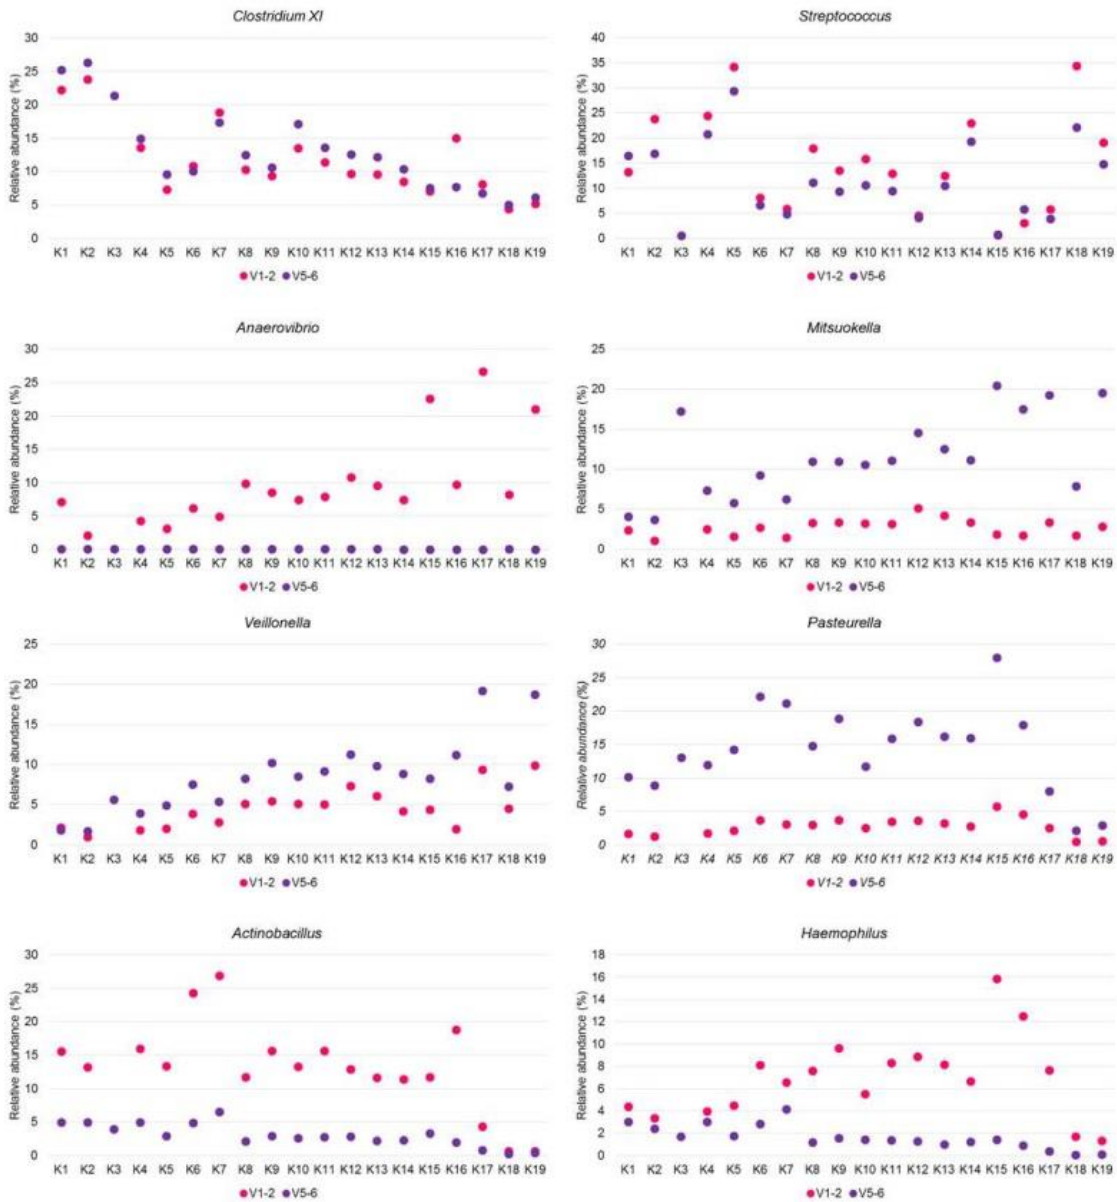 Clostridium XI
Relative abundance (%)
30
25
20
15
10
5
0
K1 K2 K3 K4 K5 K6 K7 K8 K9 K10 K11 K12 K13 K14 K15 K16 K17 K18 K19
V1-2 V5-6
Streptococcus
Relative abundance (%)
40
35
30
25
20
15
10
5
0
K1 K2 K3 K4 K5 K6 K7 K8 K9 K10 K11 K12 K13 K14 K15 K16 K17 K18 K19
V1-2 V5-6
Anaerovibrio
Relative abundance (%)
30
25
20
15
10
5
0
K1 K2 K3 K4 K5 K6 K7 K8 K9 K10 K11 K12 K13 K14 K15 K16 K17 K18 K19
V1-2 V5-6
Mitsuokella
Relative abundance (%)
25
20
15
10
5
0
K1 K2 K3 K4 K5 K6 K7 K8 K9 K10 K11 K12 K13 K14 K15 K16 K17 K18 K19
V1-2 V5-6
Veillonella
Relative abundance (%)
25
20
15
10
5
0
K1 K2 K3 K4 K5 K6 K7 K8 K9 K10 K11 K12 K13 K14 K15 K16 K17 K18 K19
V1-2 V5-6
Pasteurella
Relative abundance (%)
30
25
20
15
10
5
0
K1 K2 K3 K4 K5 K6 K7 K8 K9 K10 K11 K12 K13 K14 K15 K16 K17 K18 K19
V1-2 V5-6
Actinobacillus
Relative abundance (%)
30
25
20
15
10
5
0
K1 K2 K3 K4 K5 K6 K7 K8 K9 K10 K11 K12 K13 K14 K15 K16 K17 K18 K19
V1-2 V5-6
Haemophilus
Relative abundance (%)
18
16
14
12
10
8
6
4
2
0
K1 K2 K3 K4 K5 K6 K7 K8 K9 K10 K11 K12 K13 K14 K15 K16 K17 K18 K19
V1-2 V5-6